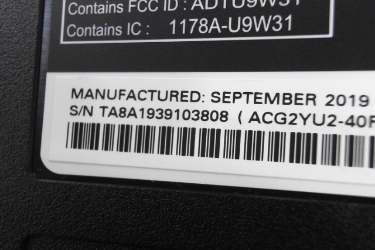 Contains FCC ID : ADTU9W31
Contains IC : 1178A-U9W31
MANUFACTURED: SEPTEMBER 2019
S/N TA8A1939103808 ( ACG2YU2-40F